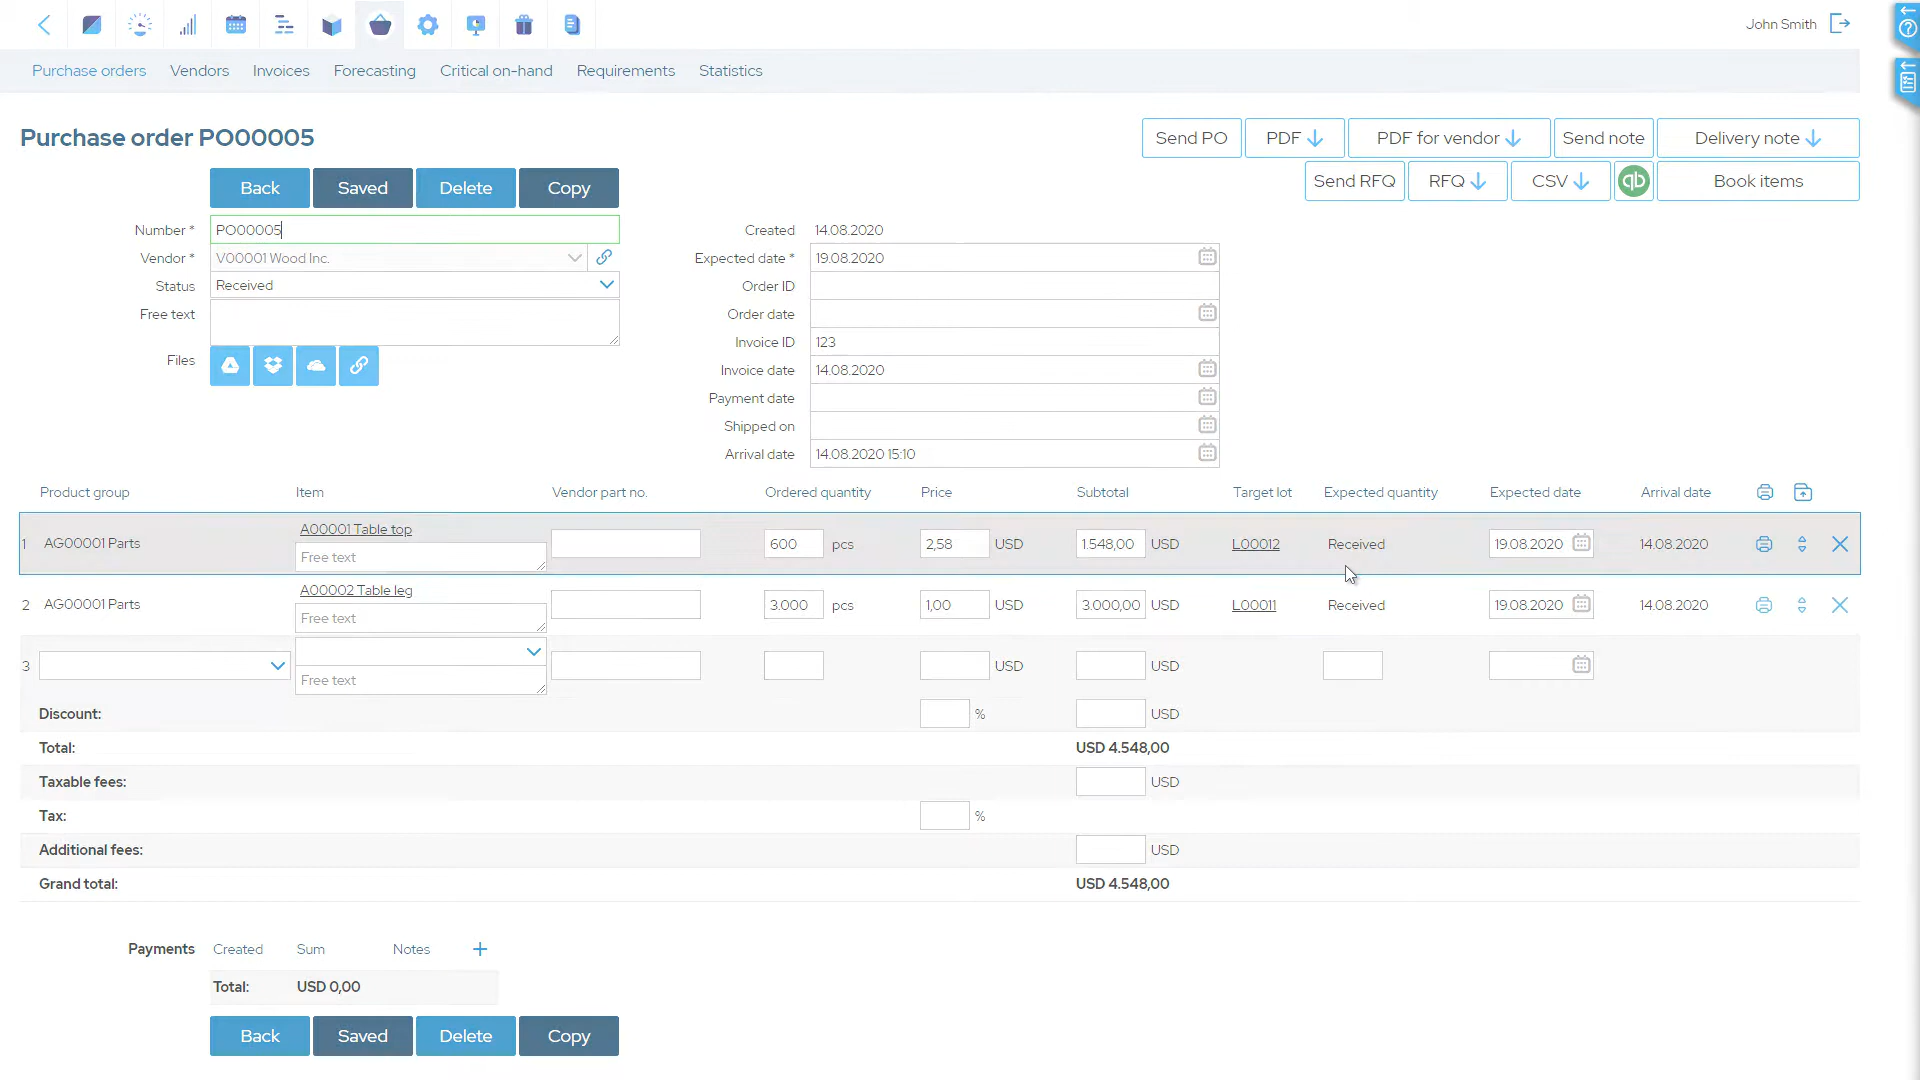 John Smith
Purchase orders Vendors Invoices Forecasting Critical on-hand Requirements Statistics
Purchase order PO00005
Send PO PDF PDF for vendor Send note Delivery note
Send RFQ RFQ CSV qb Book items
Back Saved Delete Copy
Number * PO00005
Vendor * V00001 Wood Inc.
Status Received
Free text
Files
Created 14.08.2020
Expected date * 19.08.2020
Order ID
Order date
Invoice ID 123
Invoice date 14.08.2020
Payment date
Shipped on
Arrival date 14.08.2020 15:10
Product group Item Vendor part no. Ordered quantity Price Subtotal Target lot Expected quantity Expected date Arrival date
1 AG00001 Parts A00001 Table top 600 pcs 2,58 USD 1.548,00 USD L00012 Received 19.08.2020 14.08.2020
Free text
2 AG00001 Parts A00002 Table leg 3.000 pcs 1,00 USD 3.000,00 USD L00011 Received 19.08.2020 14.08.2020
Free text
3 USD USD
Free text
Discount: % USD
Total: USD 4.548,00
Taxable fees: USD
Tax: %
Additional fees: USD
Grand total: USD 4.548,00
Payments Created Sum Notes
Total: USD 0,00
Back Saved Delete Copy